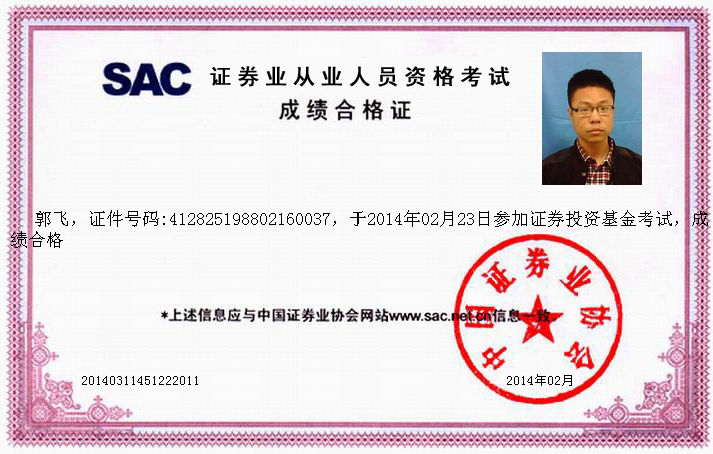 SAC 证券业从业人员资格考试
成绩合格证
郭飞，证件号码:412825198802160037，于2014年02月23日参加证券投资基金考试，成
绩合格
中国证券业协会
*上述信息应与中国证券业协会网站www.sac.net.cn信息一致
20140311451222011
2014年02月